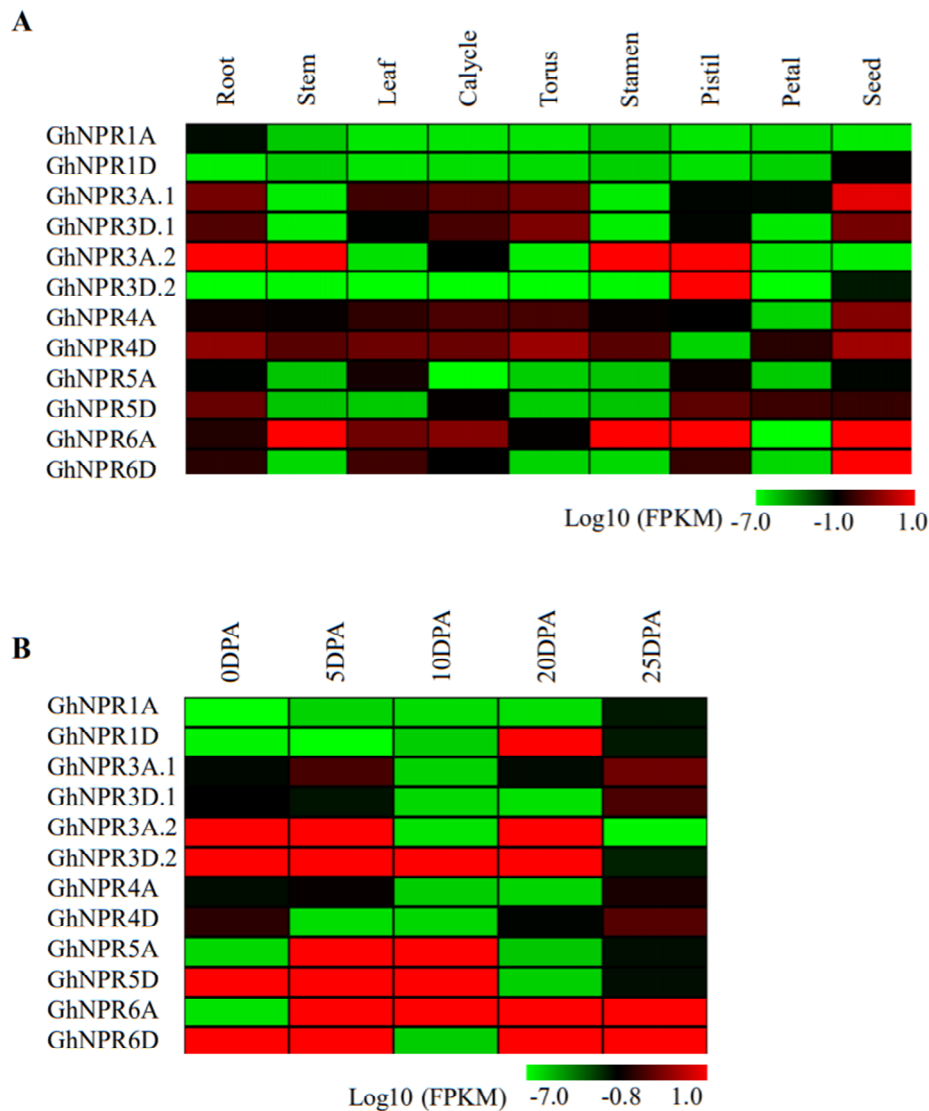 A
Root Stem Leaf Calycle Torus Stamen Pistil Petal Seed
GhNPR1A
GhNPR1D
GhNPR3A.1
GhNPR3D.1
GhNPR3A.2
GhNPR3D.2
GhNPR4A
GhNPR4D
GhNPR5A
GhNPR5D
GhNPR6A
GhNPR6D
Log10 (FPKM) -7.0 -1.0 1.0
B
0DPA 5DPA 10DPA 20DPA 25DPA
GhNPR1A
GhNPR1D
GhNPR3A.1
GhNPR3D.1
GhNPR3A.2
GhNPR3D.2
GhNPR4A
GhNPR4D
GhNPR5A
GhNPR5D
GhNPR6A
GhNPR6D
Log10 (FPKM) -7.0 -0.8 1.0